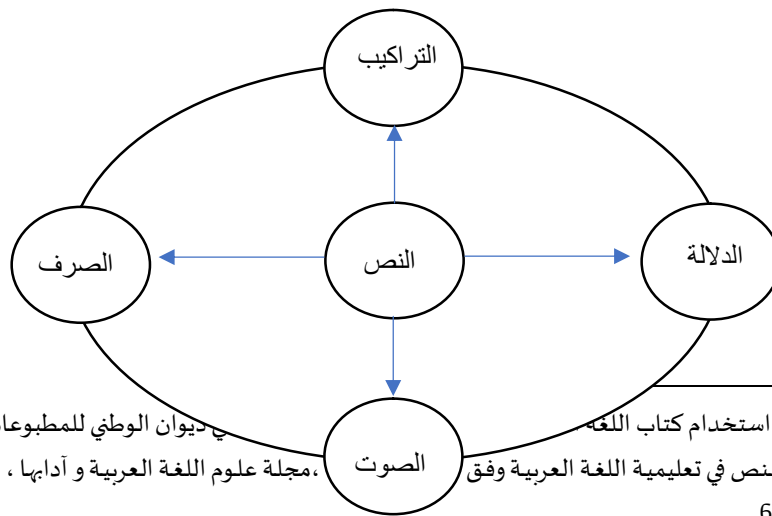 التراكيب
الدلالة
النص
الصرف
الصوت
استخدام كتاب اللغة ديوان الوطني للمطبوعا
نص في تعليمية اللغة العربية وفق ،مجلة علوم اللغة العربية و آدابها ،
6